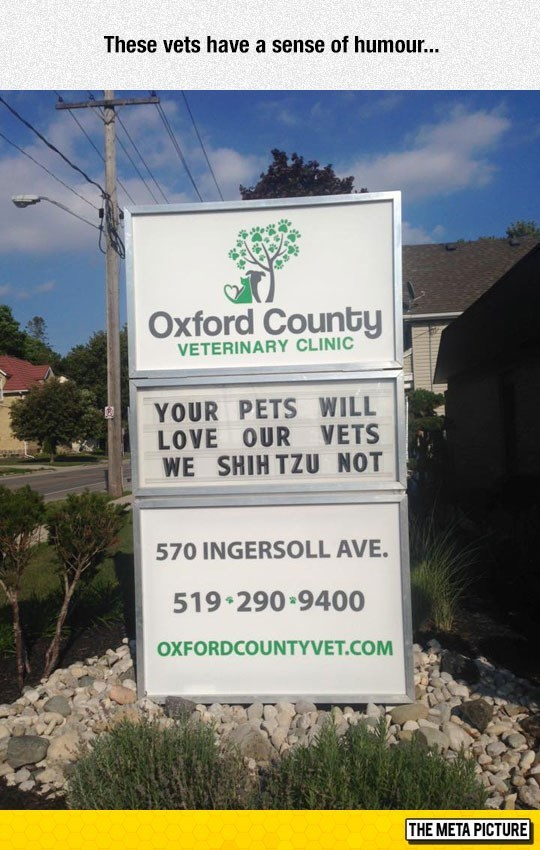 These vets have a sense of humour...
Oxford County
VETERINARY CLINIC
YOUR PETS WILL
LOVE OUR VETS
WE SHIH TZU NOT
570 INGERSOLL AVE.
519 290 9400
OXFORDCOUNTYVET.COM
THE META PICTURE